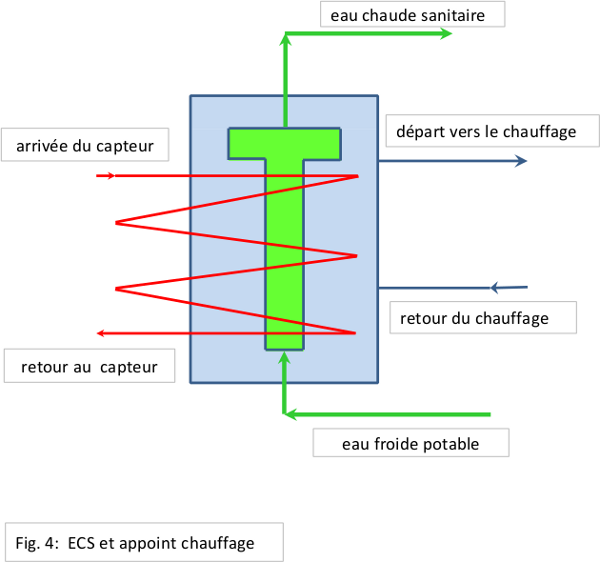 eau chaude sanitaire
départ vers le chauffage
arrivée du capteur
retour du chauffage
retour au  capteur
eau froide potable
Fig. 4:  ECS et appoint chauffage